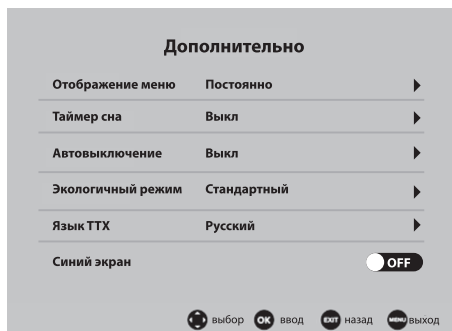 Дополнительно
Отображение меню Постоянно
Таймер сна Выкл
Автовыключение Выкл
Экологичный режим Стандартный
Язык ТТХ Русский
Синий экран OFF
выбор OK ввод EXIT назад MENU выход